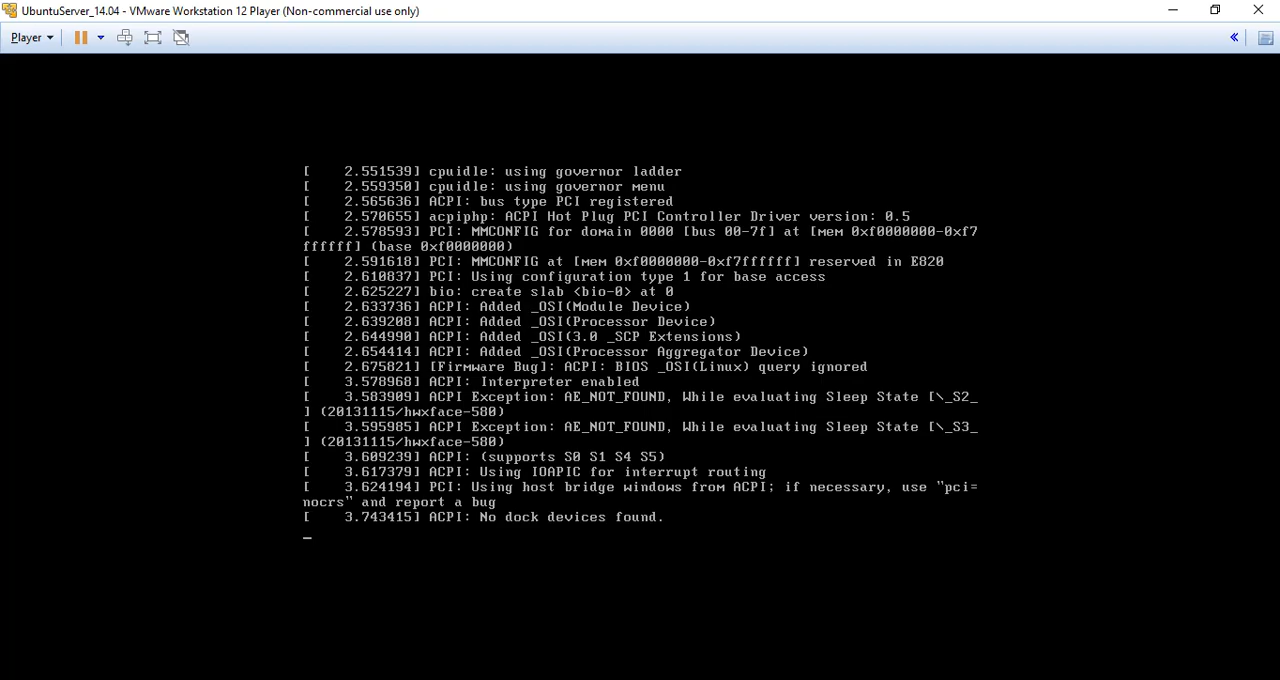 UbuntuServer_14.04 - VMware Workstation 12 Player (Non-commercial use only)
Player
[    2.551539] cpuidle: using governor ladder
[    2.559350] cpuidle: using governor menu
[    2.565636] ACPI: bus type PCI registered
[    2.570655] acpiphp: ACPI Hot Plug PCI Controller Driver version: 0.5
[    2.578593] PCI: MMCONFIG for domain 0000 [bus 00-7f] at [mem 0xf0000000-0xf7
ffffff] (base 0xf0000000)
[    2.591618] PCI: MMCONFIG at [mem 0xf0000000-0xf7ffffff] reserved in E820
[    2.610837] PCI: Using configuration type 1 for base access
[    2.625227] bio: create slab <bio-0> at 0
[    2.633736] ACPI: Added _OSI(Module Device)
[    2.639208] ACPI: Added _OSI(Processor Device)
[    2.644990] ACPI: Added _OSI(3.0 _SCP Extensions)
[    2.654414] ACPI: Added _OSI(Processor Aggregator Device)
[    2.675821] [Firmware Bug]: ACPI: BIOS _OSI(Linux) query ignored
[    3.578968] ACPI: Interpreter enabled
[    3.583909] ACPI Exception: AE_NOT_FOUND, While evaluating Sleep State [\_S2_
] (20131115/hwxface-580)
[    3.595985] ACPI Exception: AE_NOT_FOUND, While evaluating Sleep State [\_S3_
] (20131115/hwxface-580)
[    3.609239] ACPI: (supports S0 S1 S4 S5)
[    3.617379] ACPI: Using IOAPIC for interrupt routing
[    3.624194] PCI: Using host bridge windows from ACPI; if necessary, use "pci=
nocrs" and report a bug
[    3.743415] ACPI: No dock devices found.